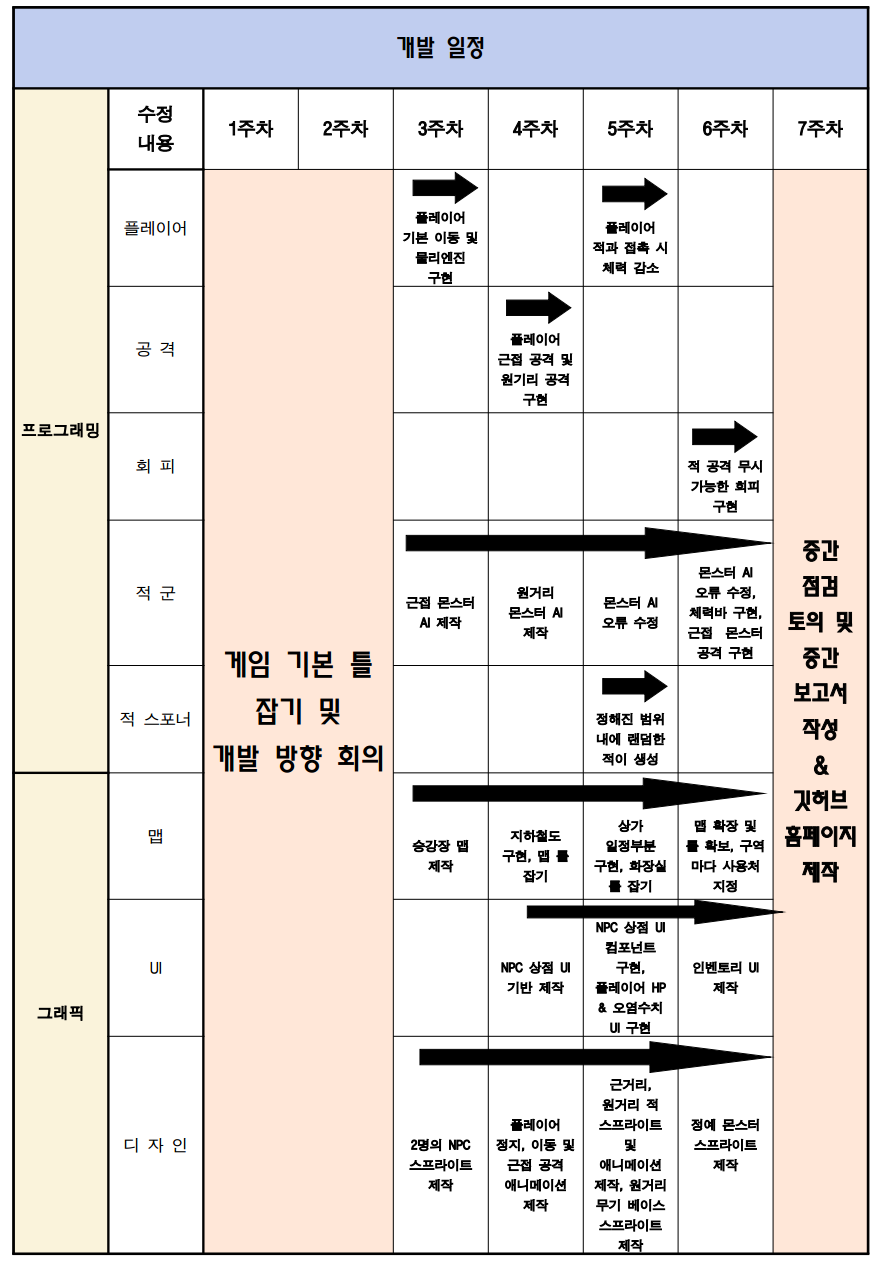 개발 일정
수정
내용
1주차
2주차
3주차
4주차
5주차
6주차
7주차
프로그래밍
플레이어
플레이어
기본 이동 및
물리엔진
구현
플레이어
적과 접촉 시
체력 감소
공 격
플레이어
근접 공격 및
원기리 공격
구현
회 피
적 공격 무시
가능한 회피
구현
적 군
근접 몬스터
AI 제작
원거리
몬스터 AI
제작
몬스터 AI
오류 수정
몬스터 AI
오류 수정,
체력바 구현,
근접 몬스터
공격 구현
적 스포너
정해진 범위
내에 랜덤한
적이 생성
게임 기본 틀
잡기 및
개발 방향 회의
중간
점검
토의 및
중간
보고서
작성
&
깃허브
홈페이지
제작
그래픽
맵
승강장 맵
제작
지하철도
구현, 맵 틀
잡기
상가
일정부분
구현, 화장실
틀 잡기
맵 확장 및
틀 확보, 구역
마다 사용처
지정
UI
NPC 상점 UI
기반 제작
NPC 상점 UI
컴포넌트
구현,
플레이어 HP
& 오염수치
UI 구현
인벤토리 UI
제작
디 자 인
2명의 NPC
스프라이트
제작
플레이어
정지, 이동 및
근접 공격
애니메이션
제작
근거리,
원거리 적
스프라이트
및
애니메이션
제작, 원거리
무기 베이스
스프라이트
제작
정예 몬스터
스프라이트
제작